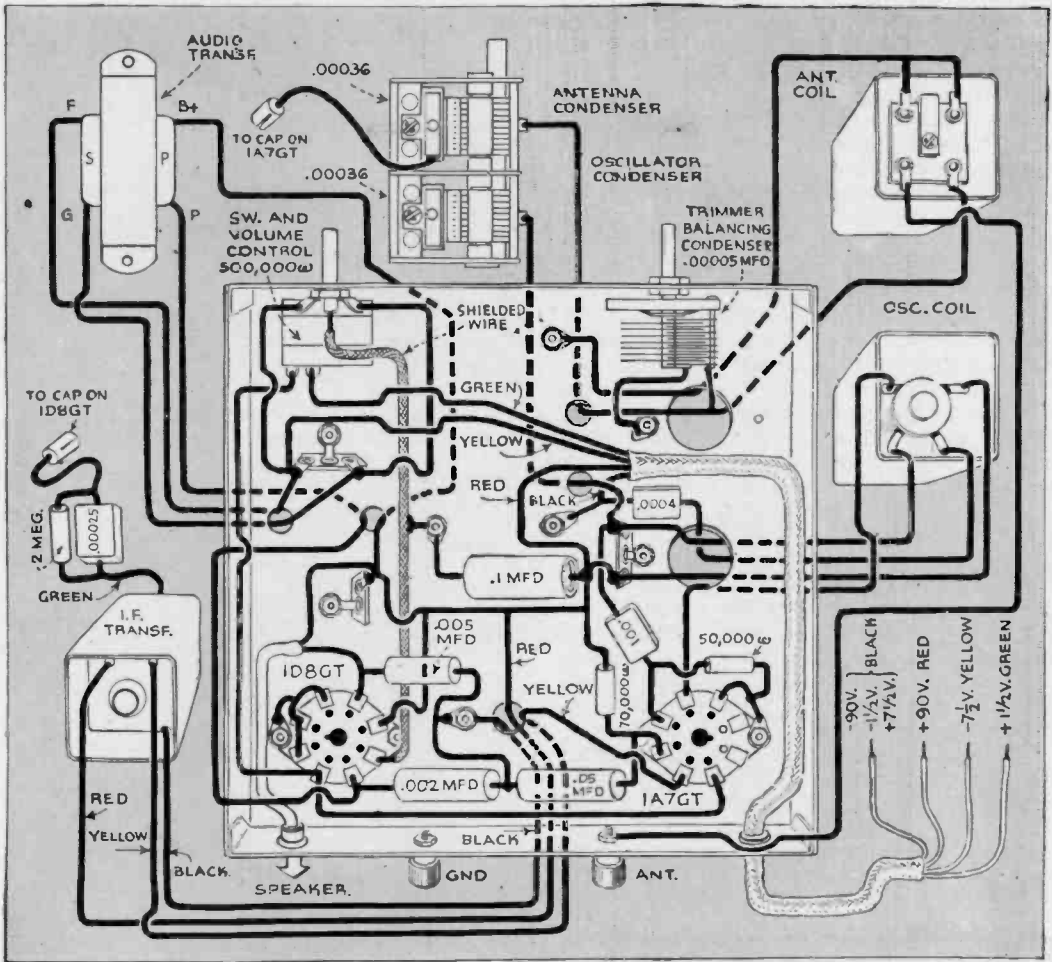 AUDIO
TRANSF.
F
B+
S
P
G
P
.00036
TO CAP ON
1A7GT
.00036
ANTENNA
CONDENSER
OSCILLATOR
CONDENSER
ANT.
COIL
SW. AND
VOLUME
CONTROL
500,000ω
TRIMMER
BALANCING
CONDENSER
.00005MFD
OSC. COIL
SHIELDED
WIRE
GREEN
YELLOW
RED
BLACK
.0004
TO CAP ON
1D8GT
.2 MEG.
.00025
GREEN
I.F.
TRANSF.
.1 MFD
.001
50,000ω
.005
MFD
RED
YELLOW
70,000ω
1D8GT
1A7GT
.002MFD
.05
MFD
RED
YELLOW
BLACK
BLACK
SPEAKER.
GND
ANT.
-90V.
-1½V.
+7½V.
} BLACK
+90V. RED
-7½V. YELLOW
+1½V. GREEN